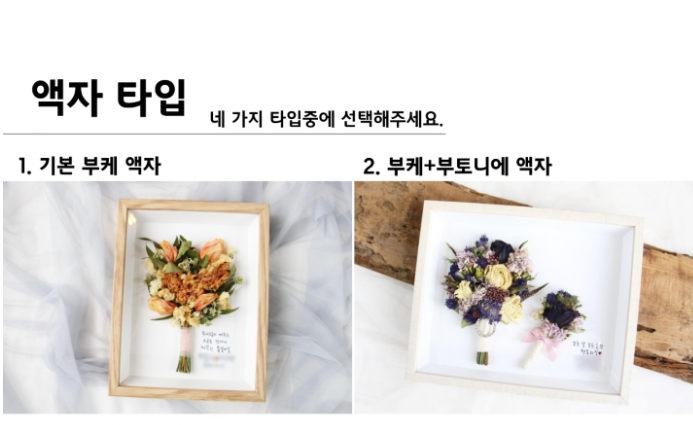 액자 타입
네 가지 타입중에 선택해주세요.
1. 기본 부케 액자
2. 부케+부토니에 액자